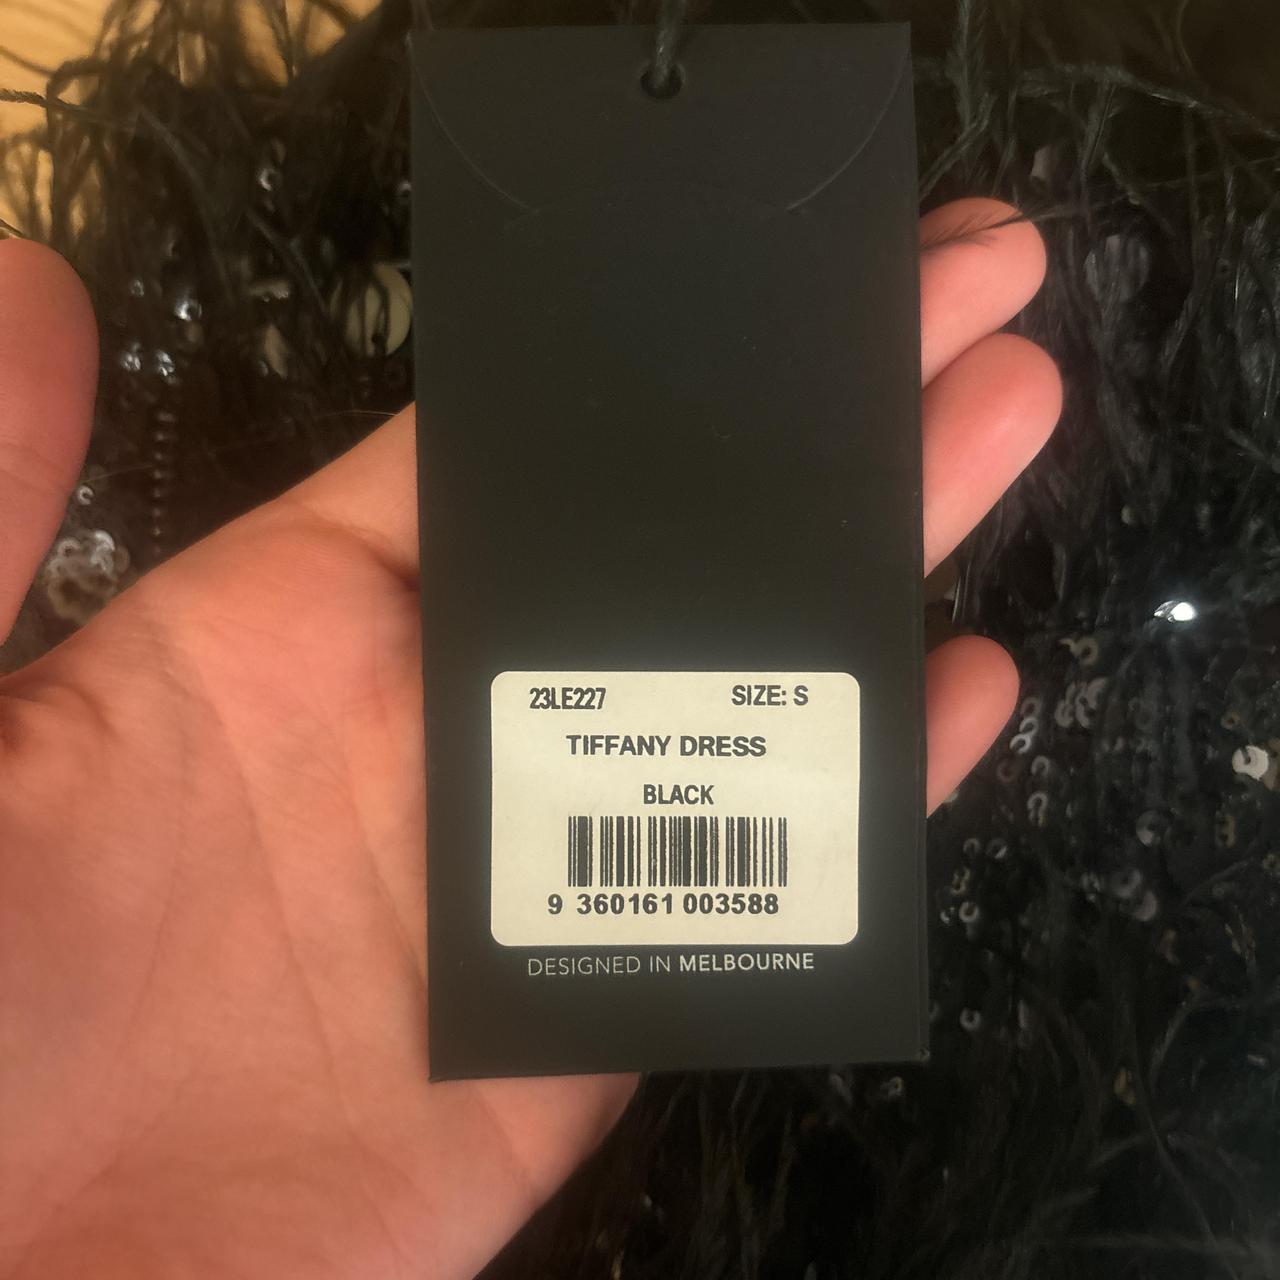 23LE227 SIZE: S
TIFFANY DRESS
BLACK
9 360161 003588
DESIGNED IN MELBOURNE